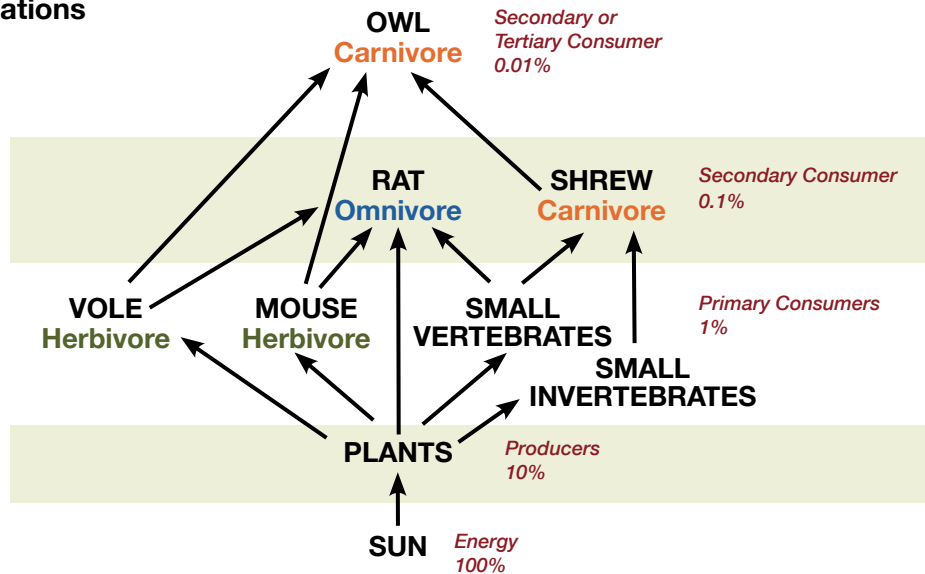 ations
OWL
Carnivore
Secondary or
Tertiary Consumer
0.01%
RAT
Omnivore
SHREW
Carnivore
Secondary Consumer
0.1%
VOLE
Herbivore
MOUSE
Herbivore
SMALL
VERTEBRATES
SMALL
INVERTEBRATES
Primary Consumers
1%
PLANTS
Producers
10%
SUN
Energy
100%